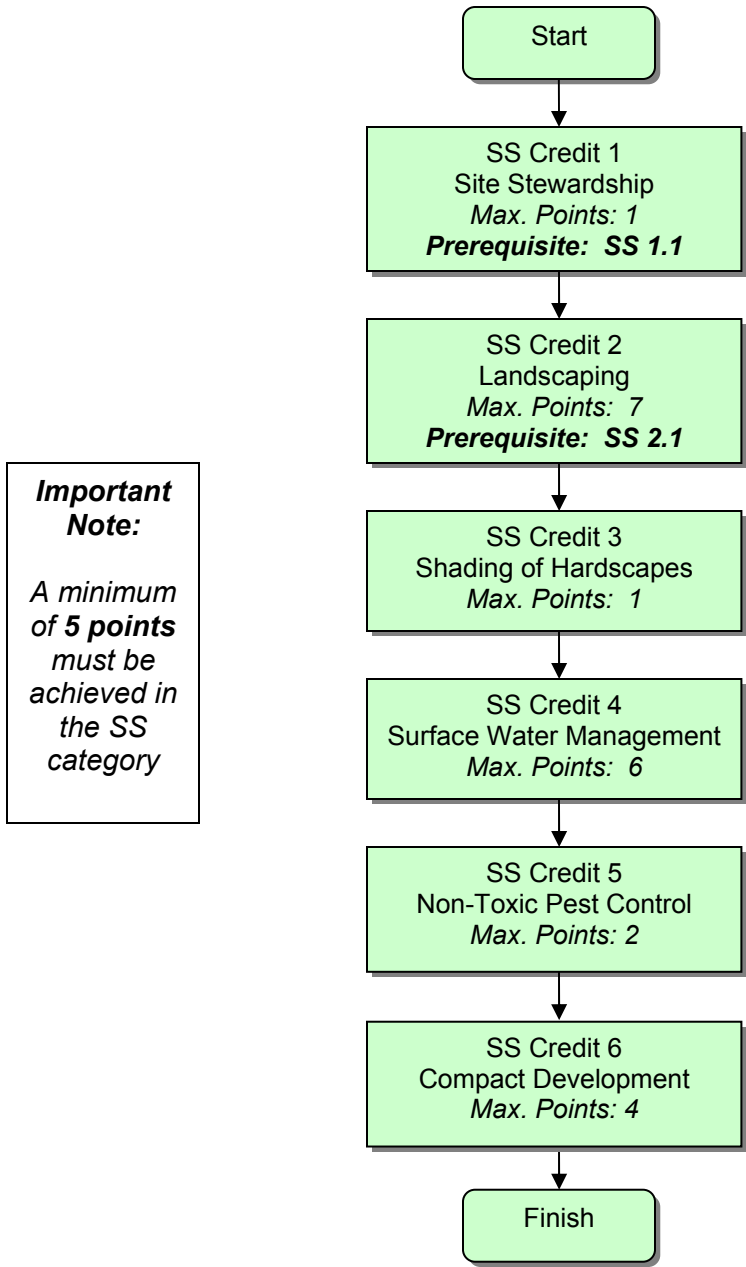 Start
SS Credit 1
Site Stewardship
Max. Points: 1
Prerequisite: SS 1.1
SS Credit 2
Landscaping
Max. Points: 7
Prerequisite: SS 2.1
Important
Note:
A minimum
of 5 points
must be
achieved in
the SS
category
SS Credit 3
Shading of Hardscapes
Max. Points: 1
SS Credit 4
Surface Water Management
Max. Points: 6
SS Credit 5
Non-Toxic Pest Control
Max. Points: 2
SS Credit 6
Compact Development
Max. Points: 4
Finish